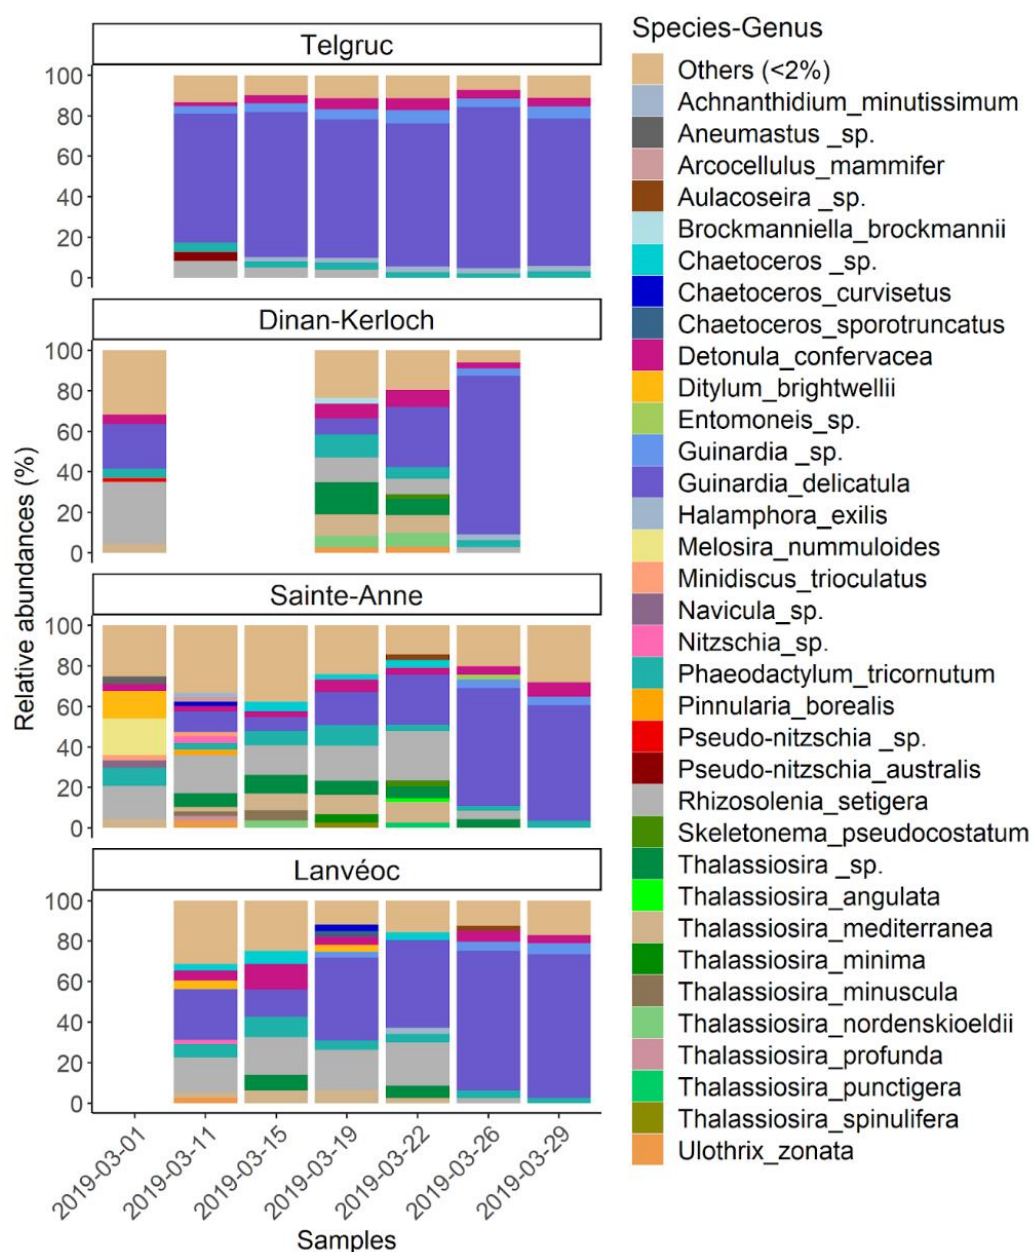 Telgruc
100
80
60
40
20
0
Dinan-Kerloch
100
80
60
40
20
0
Sainte-Anne
100
80
60
40
20
0
Lanvéoc
100
80
60
40
20
0
Relative abundances (%)
2019-03-01
2019-03-11
2019-03-15
2019-03-19
2019-03-22
2019-03-26
2019-03-29
Samples
Species-Genus
Others (<2%)
Achnanthidium_minutissimum
Aneumastus _sp.
Arcocellulus_mammifer
Aulacoseira _sp.
Brockmanniella_brockmannii
Chaetoceros _sp.
Chaetoceros_curvisetus
Chaetoceros_sporotruncatus
Detonula_confervacea
Ditylum_brightwellii
Entomoneis_sp.
Guinardia _sp.
Guinardia_delicatula
Halamphora_exilis
Melosira_nummuloides
Minidiscus_trioculatus
Navicula_sp.
Nitzschia_sp.
Phaeodactylum_tricornutum
Pinnularia_borealis
Pseudo-nitzschia _sp.
Pseudo-nitzschia_australis
Rhizosolenia_setigera
Skeletonema_pseudocostatum
Thalassiosira _sp.
Thalassiosira_angulata
Thalassiosira_mediterranea
Thalassiosira_minima
Thalassiosira_minuscula
Thalassiosira_nordenskioeldii
Thalassiosira_profunda
Thalassiosira_punctigera
Thalassiosira_spinulifera
Ulothrix_zonata